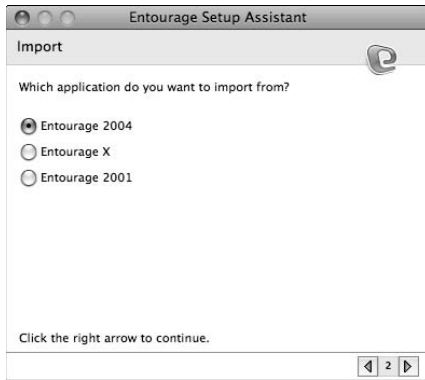 Entourage Setup Assistant
Import
Which application do you want to import from?
Entourage 2004
Entourage X
Entourage 2001
Click the right arrow to continue.
2